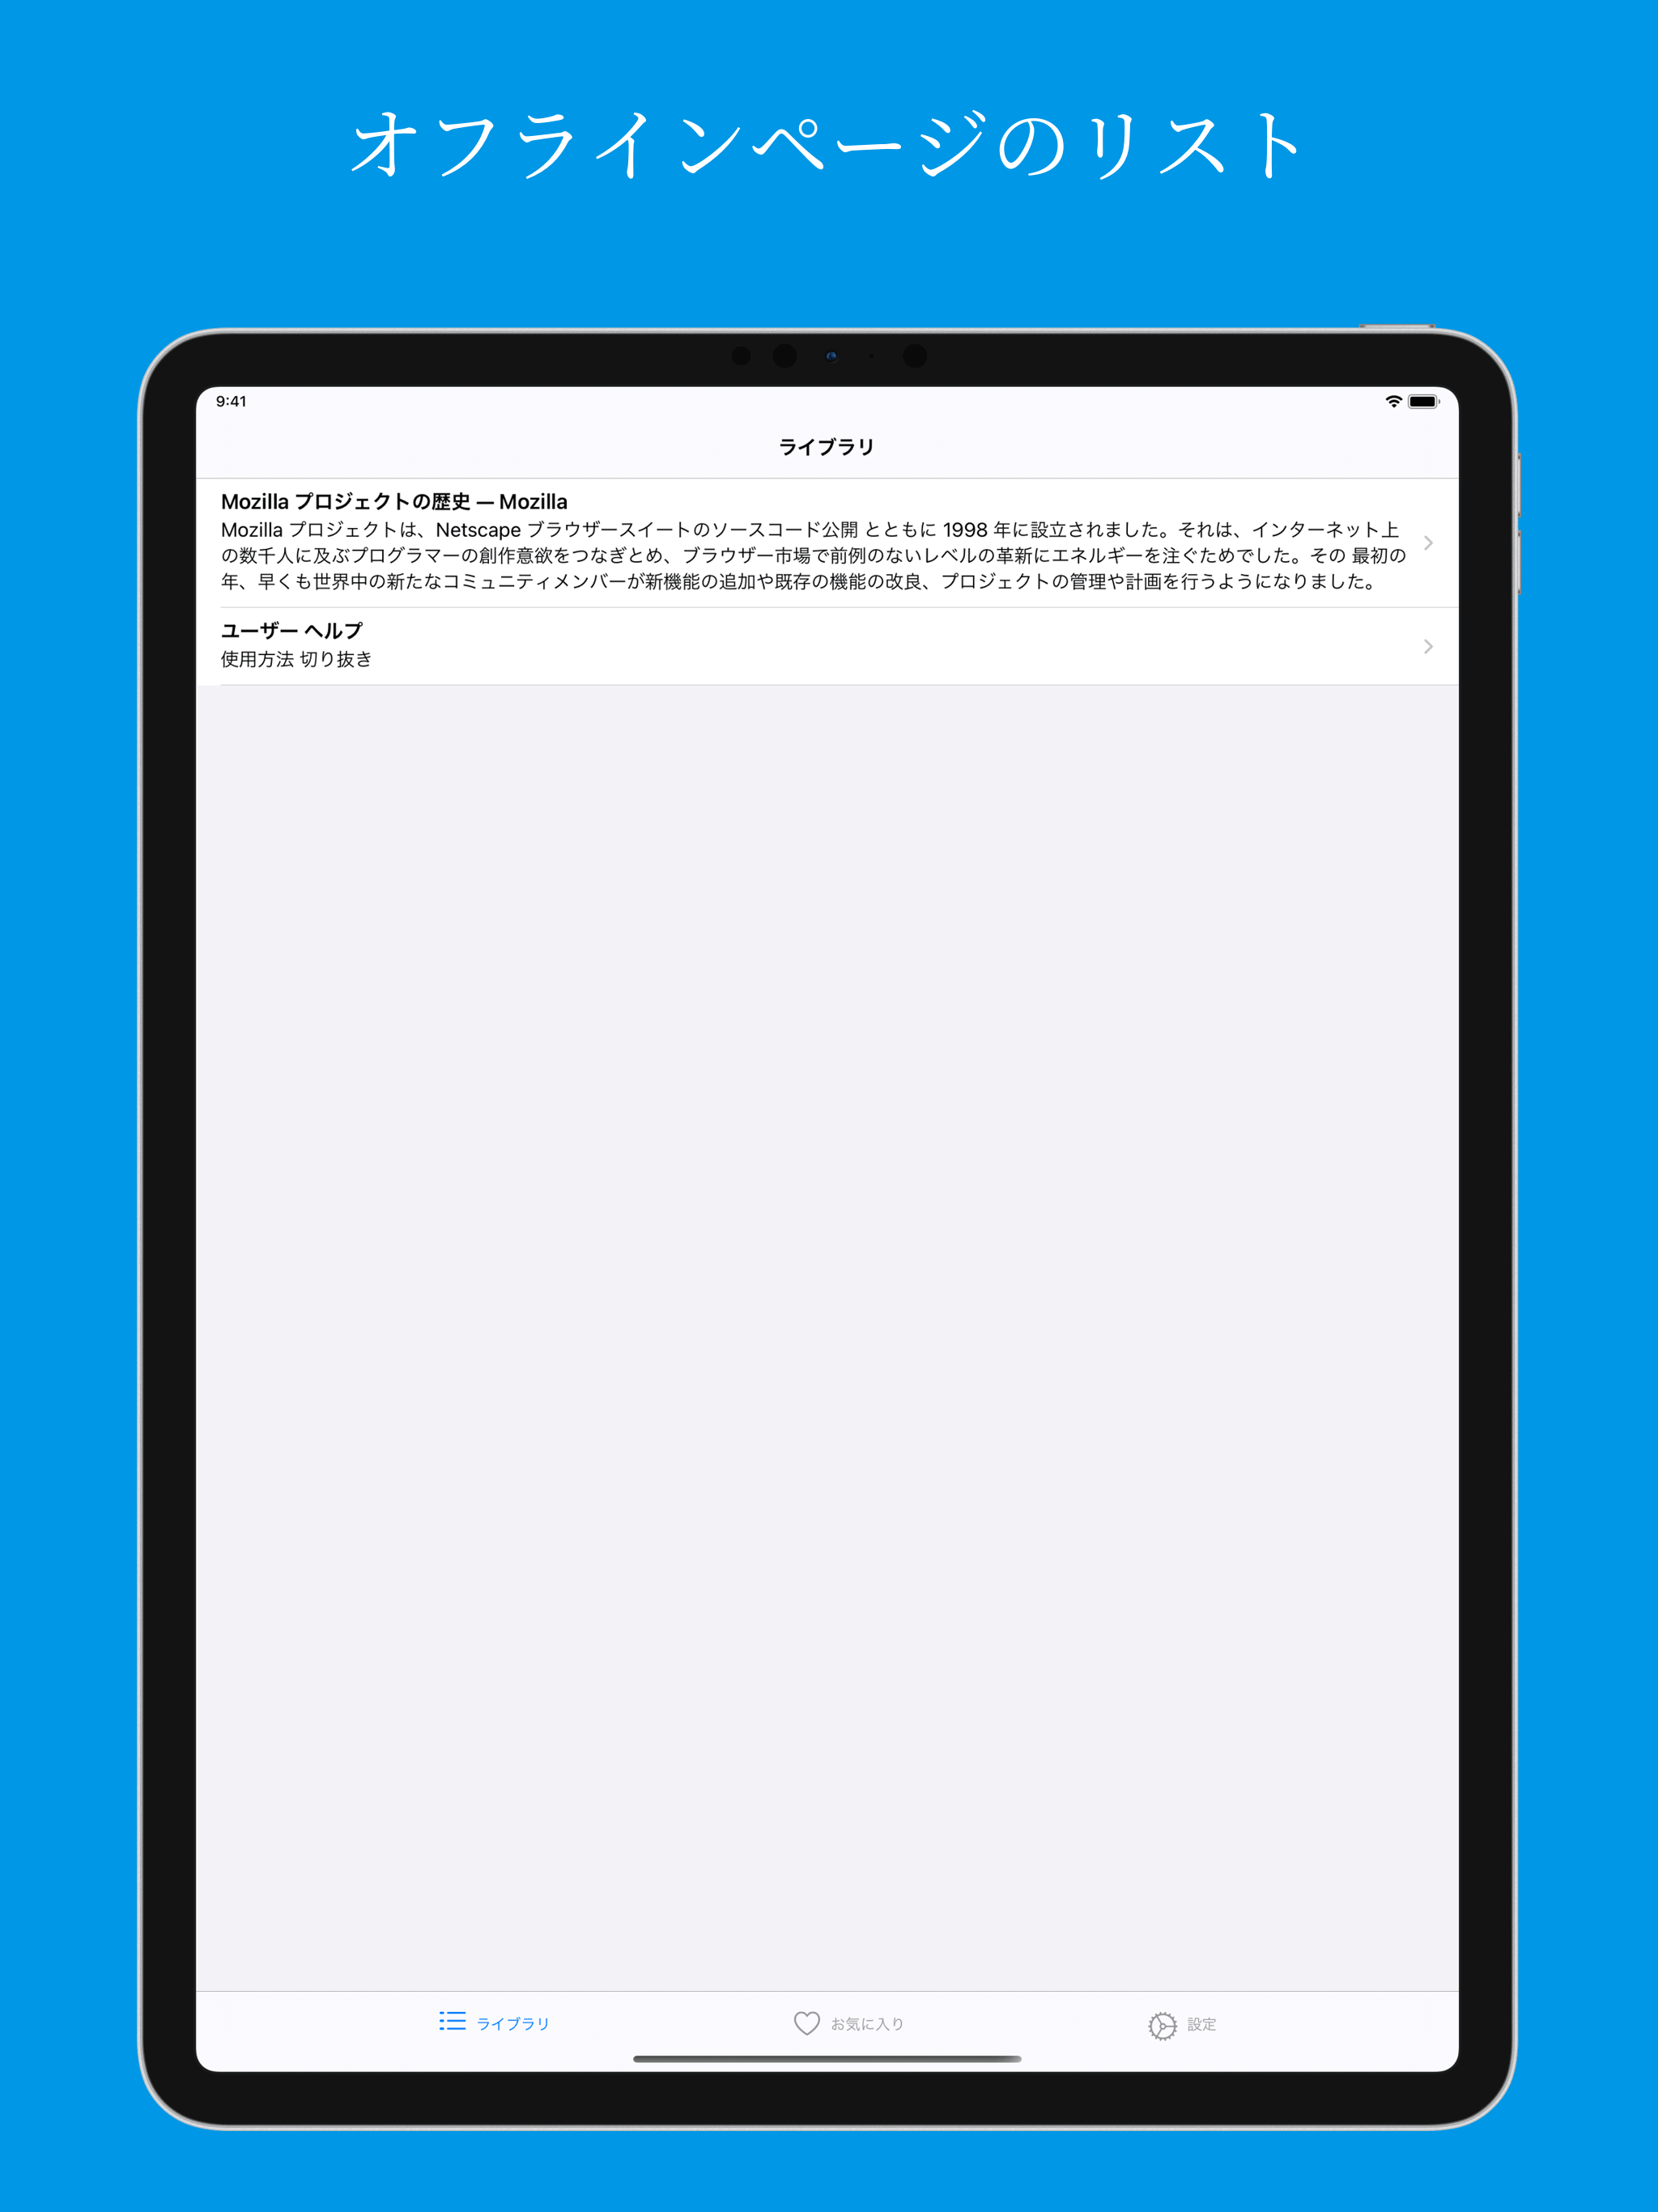 オフラインページのリスト
9:41
ライブラリ
Mozilla プロジェクトの歴史 — Mozilla
Mozilla プロジェクトは、Netscape ブラウザースイートのソースコード公開 とともに 1998 年に設立されました。それは、インターネット上
の数千人に及ぶプログラマーの創作意欲をつなぎとめ、ブラウザー市場で前例のないレベルの革新にエネルギーを注ぐためでした。その 最初の
年、早くも世界中の新たなコミュニティメンバーが新機能の追加や既存の機能の改良、プロジェクトの管理や計画を行うようになりました。
ユーザー ヘルプ
使用方法 切り抜き
ライブラリ
お気に入り
設定